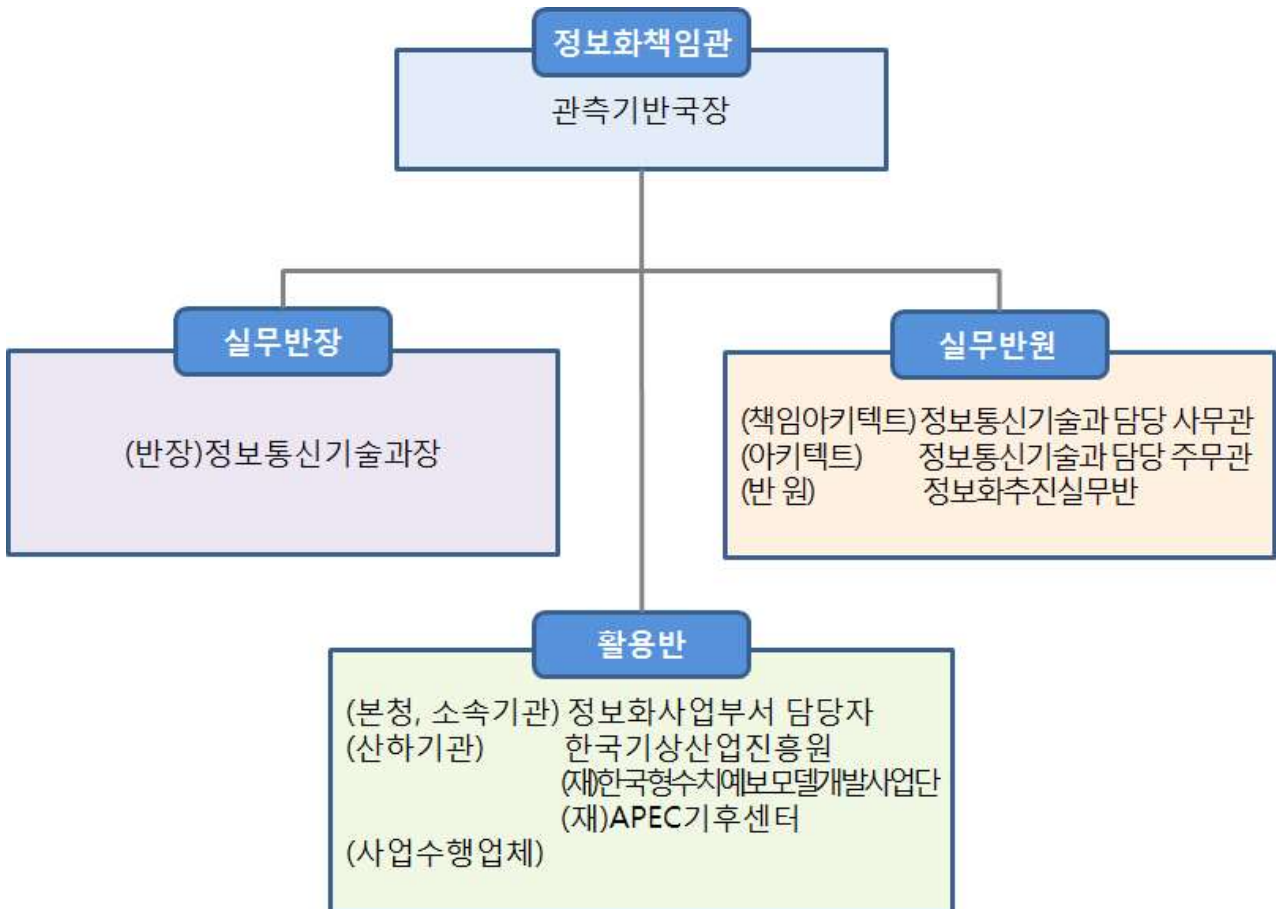 정보화책임관
관측기반국장
실무반장
(반장)정보통신기술과장
실무반원
(책임아키텍트) 정보통신기술과 담당 사무관
(아키텍트) 정보통신기술과 담당 주무관
(반 원) 정보화추진실무반
활용반
(본청, 소속기관) 정보화사업부서 담당자
(산하기관) 한국기상산업진흥원
(재)한국형수치예보모델개발사업단
(재)APEC기후센터
(사업수행업체)